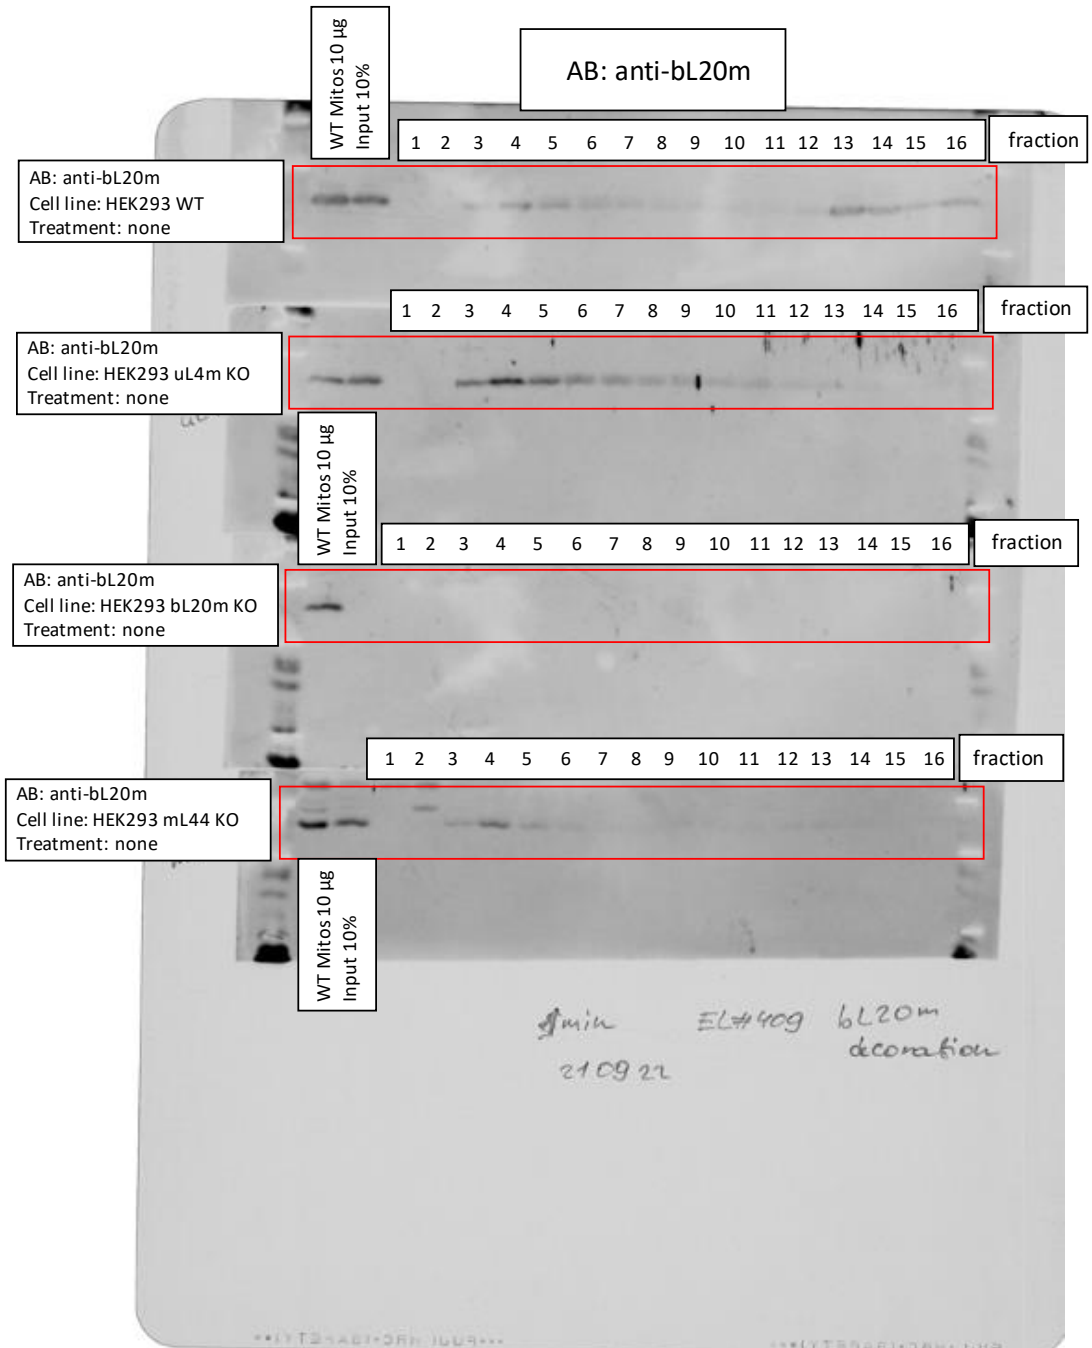 WT Mitos 10 µg
Input 10%
AB: anti-bL20m
1 2 3 4 5 6 7 8 9 10 11 12 13 14 15 16
fraction
AB: anti-bL20m
Cell line: HEK293 WT
Treatment: none
1 2 3 4 5 6 7 8 9 10 11 12 13 14 15 16
fraction
AB: anti-bL20m
Cell line: HEK293 uL4m KO
Treatment: none
WT Mitos 10 µg
Input 10%
1 2 3 4 5 6 7 8 9 10 11 12 13 14 15 16
fraction
AB: anti-bL20m
Cell line: HEK293 bL20m KO
Treatment: none
1 2 3 4 5 6 7 8 9 10 11 12 13 14 15 16
fraction
AB: anti-bL20m
Cell line: HEK293 mL44 KO
Treatment: none
WT Mitos 10 µg
Input 10%
min EL#409 bL20m
decoration
210922